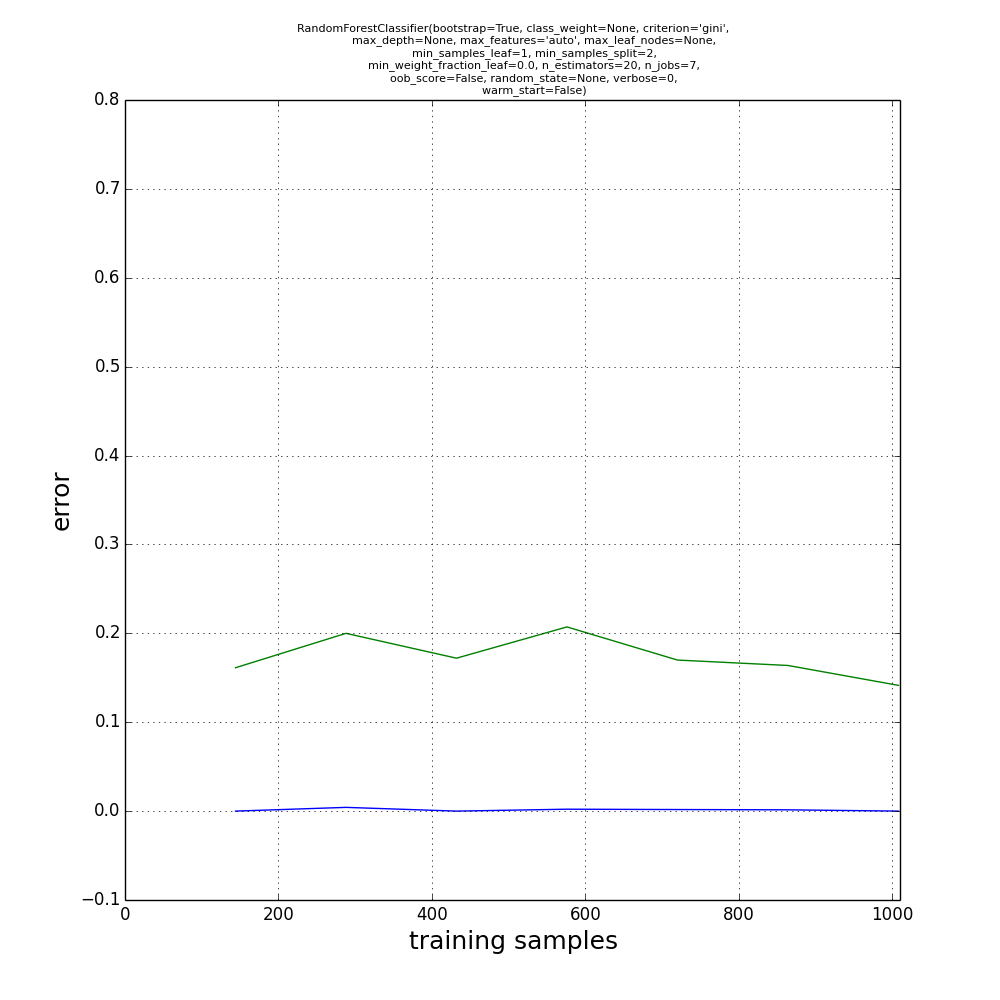 RandomForestClassifier(bootstrap=True, class_weight=None, criterion='gini',
max_depth=None, max_features='auto', max_leaf_nodes=None,
min_samples_leaf=1, min_samples_split=2,
min_weight_fraction_leaf=0.0, n_estimators=20, n_jobs=7,
oob_score=False, random_state=None, verbose=0,
warm_start=False)
0.8
0.7
0.6
0.5
0.4
0.3
0.2
0.1
0.0
−0.1
error
0 200 400 600 800 1000
training samples